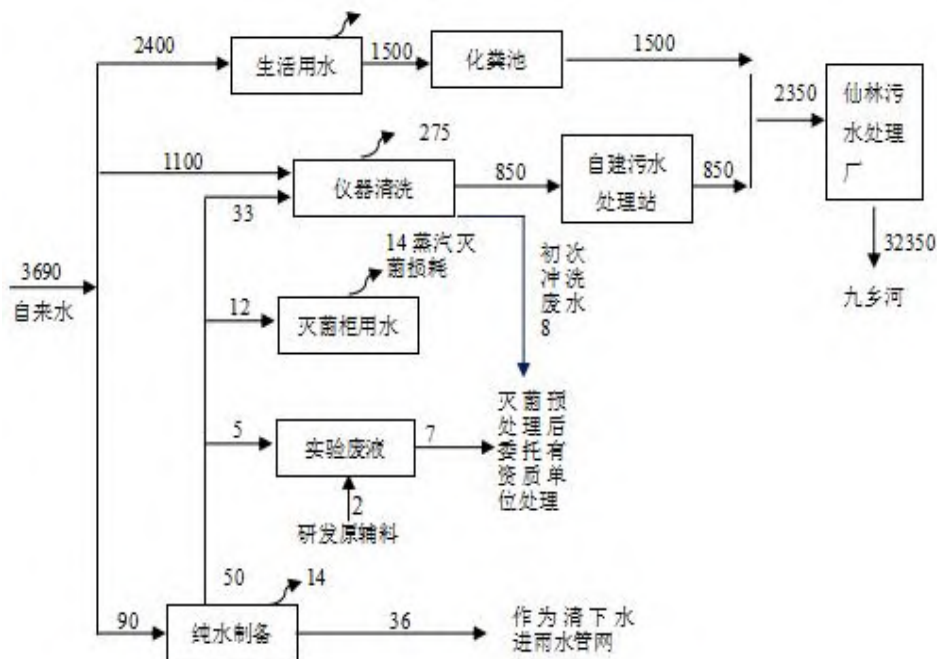 2400
生活用水
1500
化粪池
1500
2350
仙林污
水处理
厂
1100
275
仪器清洗
33
850
自建污水
处理站
850
32350
九乡河
3690
自来水
14 蒸汽灭
菌损耗
12
灭菌柜用水
初次
冲洗
废水
8
5
实验废液
7
2
研发原辅料
灭菌预
处理后
委托有
资质单
位处理
50
14
90
纯水制备
36
作为清下水
进雨水管网